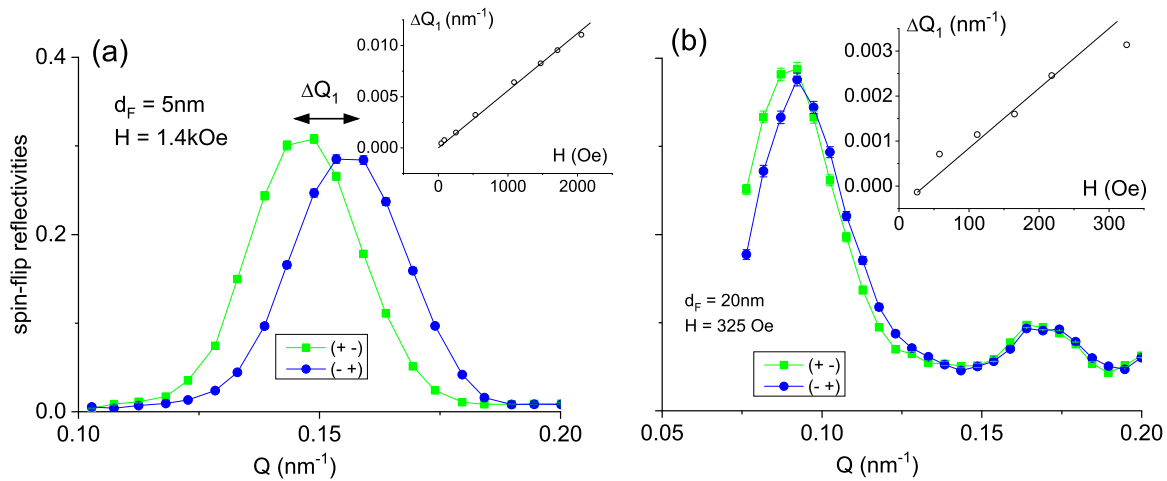 (a)
d_F = 5nm
H = 1.4kOe
ΔQ₁
spin-flip reflectivities
0.4
0.2
0.0
0.10
0.15
0.20
Q (nm⁻¹)
(+ -)
(- +)
ΔQ₁ (nm⁻¹)
0.010
0.005
0.000
0
1000
2000
H (Oe)
(b)
d_F = 20nm
H = 325 Oe
(+ -)
(- +)
0.05
0.10
0.15
0.20
Q (nm⁻¹)
ΔQ₁ (nm⁻¹)
0.003
0.002
0.001
0.000
0
100
200
300
H (Oe)